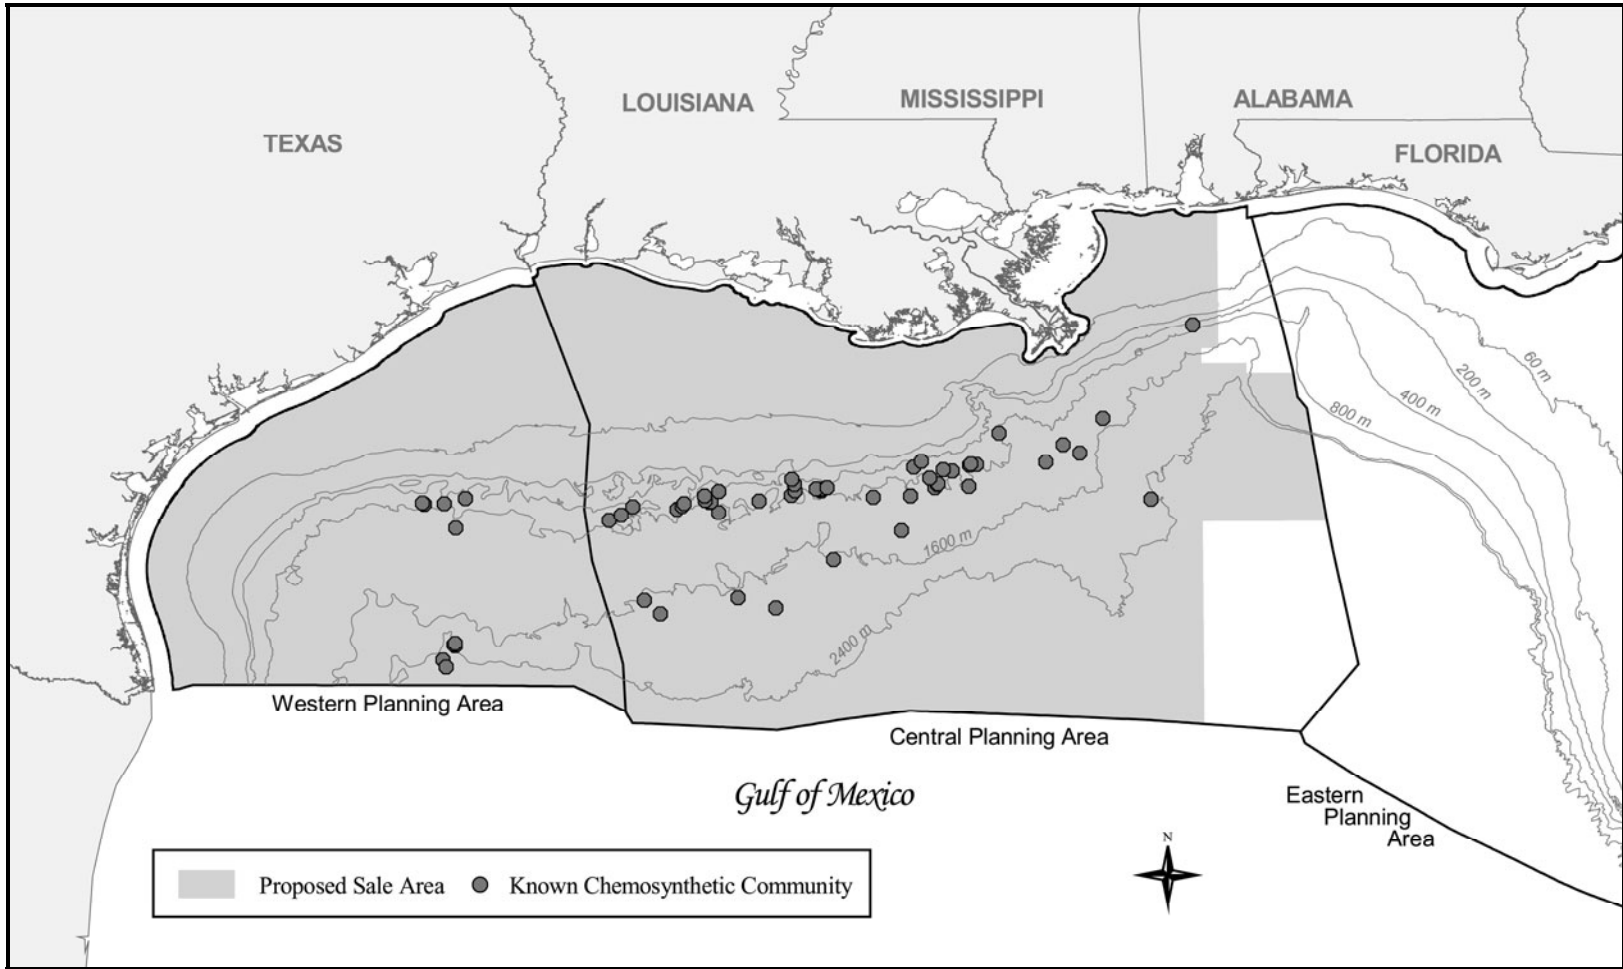 MISSISSIPPI
ALABAMA
LOUISIANA
TEXAS
FLORIDA
60 m
200 m
400 m
800 m
1600 m
2400 m
Western Planning Area
Central Planning Area
Gulf of Mexico
Eastern
Planning
Area
N
Proposed Sale Area
Known Chemosynthetic Community